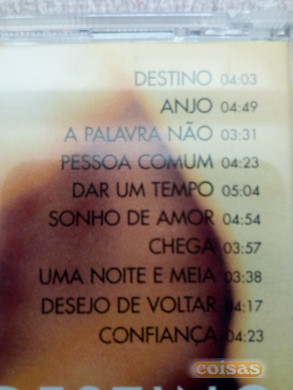 DESTINO 04:03
ANJO 04:49
A PALAVRA NÃO 03:31
PESSOA COMUM 04:23
DAR UM TEMPO 05:04
SONHO DE AMOR 04:54
CHEGA 03:57
UMA NOITE E MEIA 03:38
DESEJO DE VOLTAR 04:17
CONFIANÇA 04:23
coisas